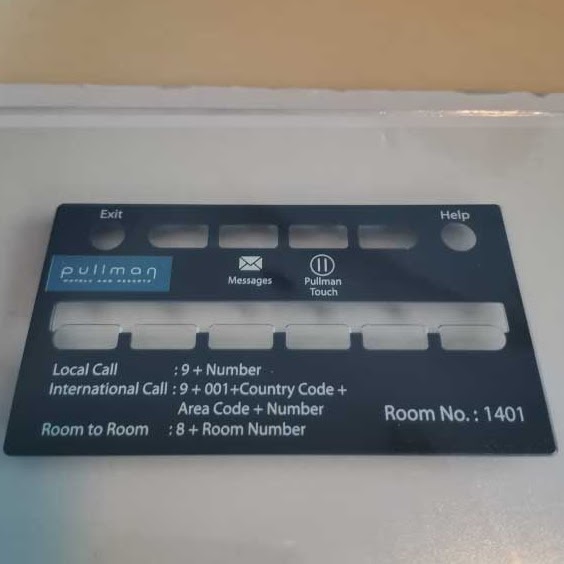 Exit
Help
pullman
HOTELS AND RESORTS
Messages
Pullman
Touch
Local Call : 9 + Number
International Call : 9 + 001+Country Code +
Area Code + Number
Room to Room : 8 + Room Number
Room No. : 1401